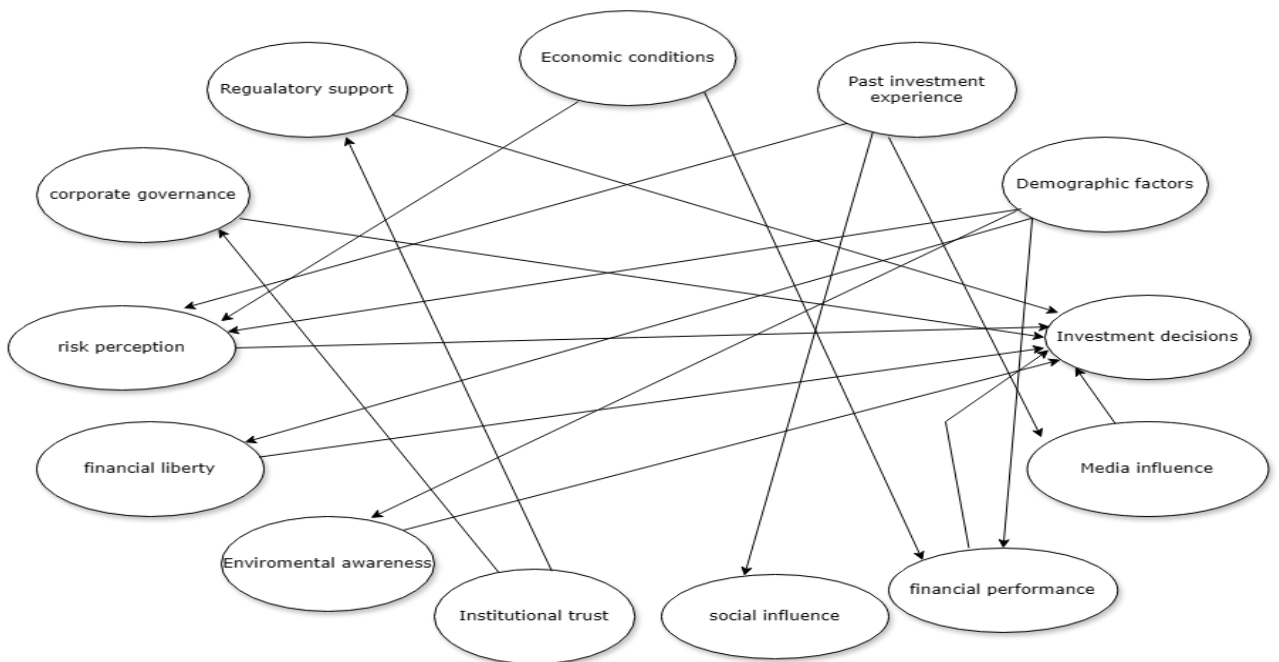 Economic conditions
Regualatory support
Past investment
experience
corporate governance
Demographic factors
risk perception
Investment decisions
financial liberty
Media influence
Enviromental awareness
Institutional trust
social influence
financial performance